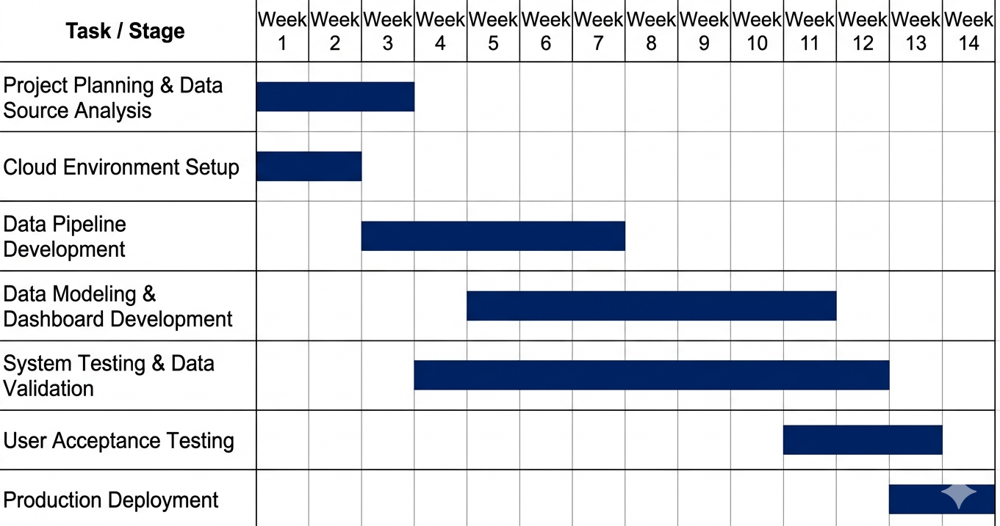 Task / Stage
Week 1
Week 2
Week 3
Week 4
Week 5
Week 6
Week 7
Week 8
Week 9
Week 10
Week 11
Week 12
Week 13
Week 14
Project Planning & Data
Source Analysis
Cloud Environment Setup
Data Pipeline
Development
Data Modeling &
Dashboard Development
System Testing & Data
Validation
User Acceptance Testing
Production Deployment